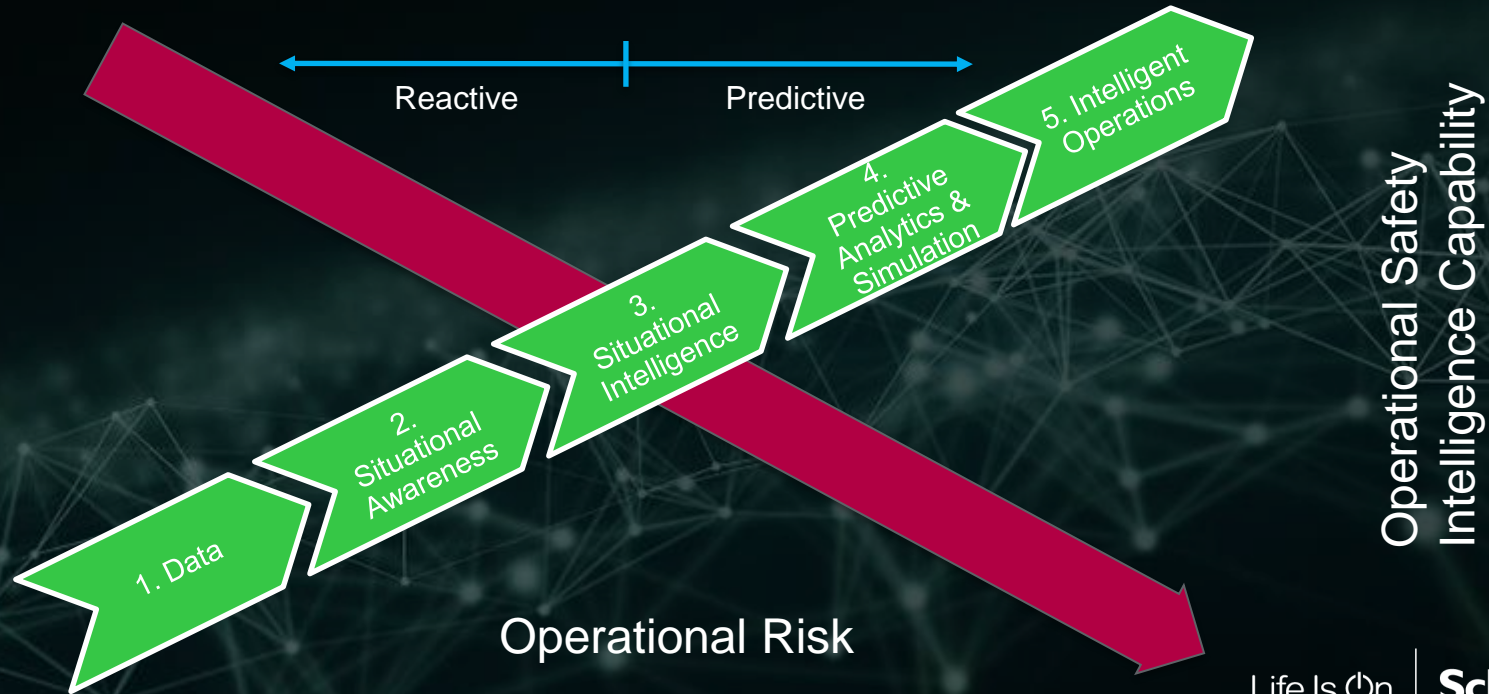 Reactive
Predictive
5. Intelligent
Operations
4.
Predictive
Analytics &
Simulation
3.
Situational
Intelligence
2.
Situational
Awareness
1. Data
Operational Risk
Operational Safety
Intelligence Capability
Life Is On
Sc